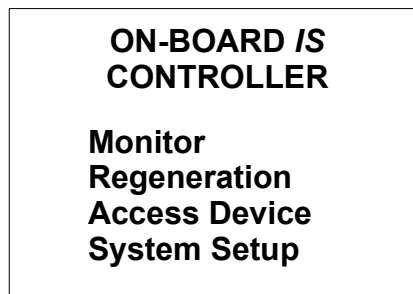 ON-BOARD IS
CONTROLLER
Monitor
Regeneration
Access Device
System Setup